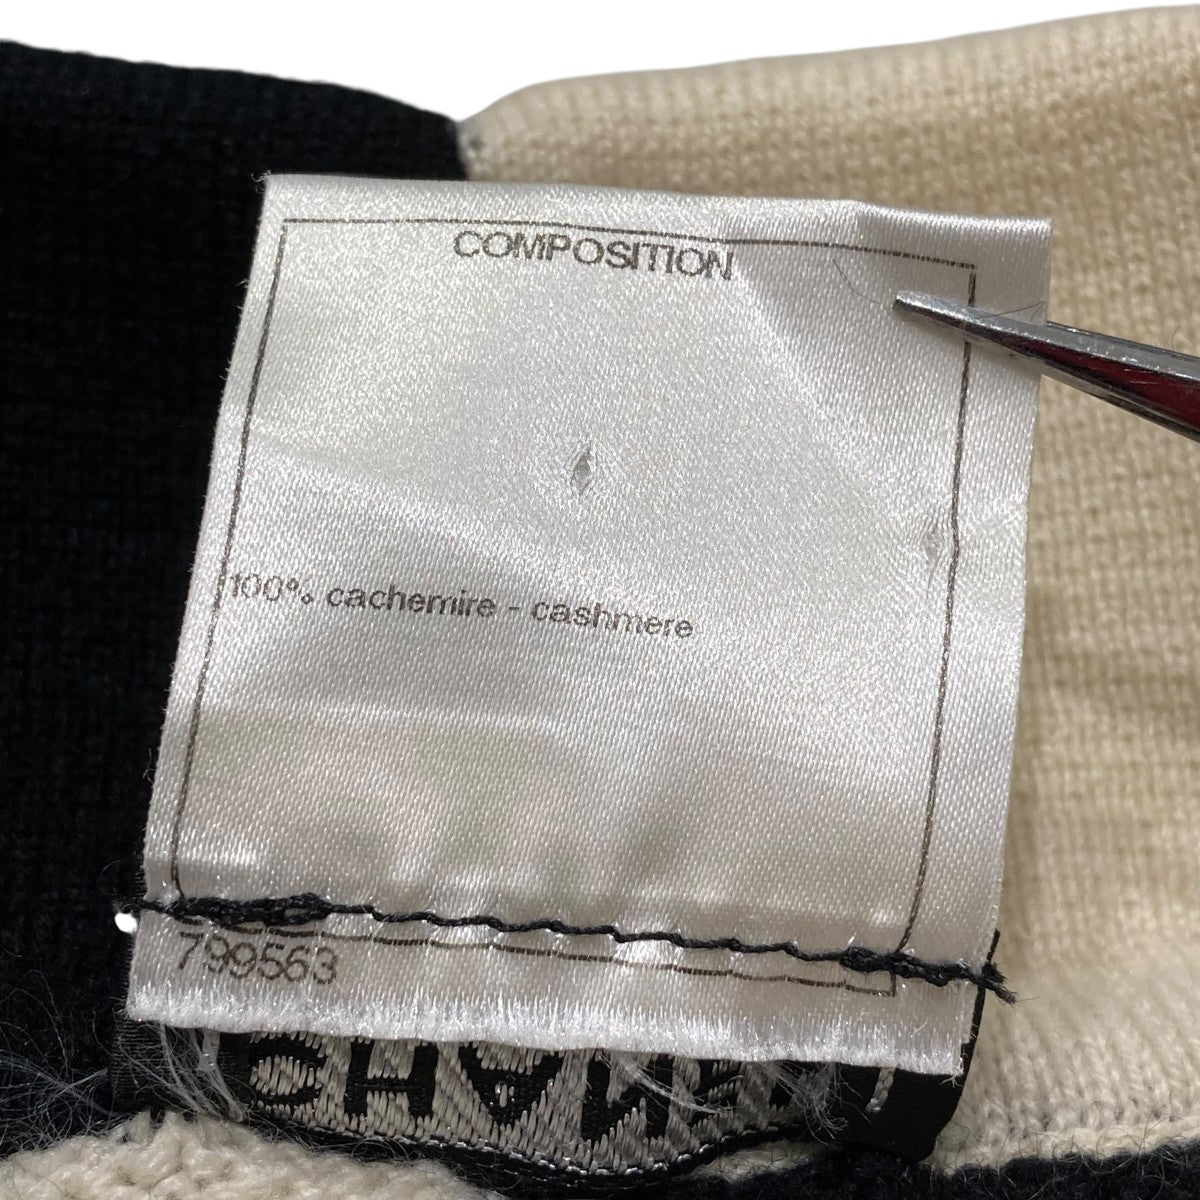 COMPOSITION
100% cachemire - cashmere
799563